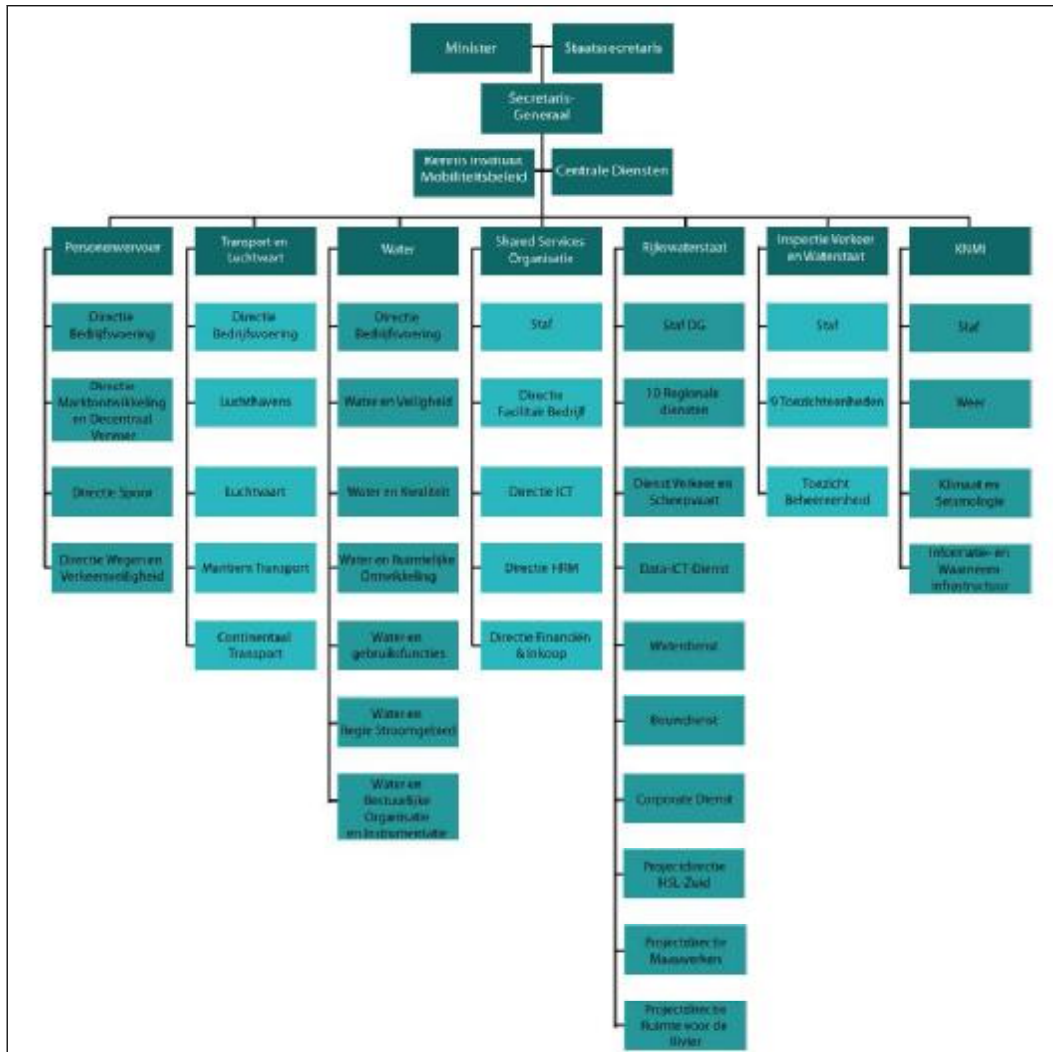 Minister
Staatssecretaris
Secretaris-
Generaal
Kennis Instituut
Mobiliteitsbeleid
Centrale Diensten
Personenvervoer
Directie
Bedrijfsvoering
Directie
Marktontwikkeling
en Decentraal
Vervoer
Directie Spoor
Directie Wegen en
Verkeersveiligheid
Transport en
Luchtvaart
Directie
Bedrijfsvoering
Luchthavens
Luchtvaart
Maritiem Transport
Continentaal
Transport
Water
Directie
Bedrijfsvoering
Water en Veiligheid
Water en Kwaliteit
Water en Ruimtelijke
Ontwikkeling
Water en
gebruiksfuncties
Water en
Regie Stroomgebied
Water en
Bestuurlijke
Organisatie
en Instrumentatie
Shared Services
Organisatie
Staf
Directie
Facilitair Bedrijf
Directie ICT
Directie HRM
Directie Financiën
& Inkoop
Rijkswaterstaat
Staf DG
10 Regionale
diensten
Dienst Verkeer en
Scheepvaart
Data-ICT-Dienst
Waterdienst
Bouwdienst
Corporate Dienst
Projectdirectie
HSL-Zuid
Projectdirectie
Maaswerken
Projectdirectie
Ruimte voor de
Rivier
Inspectie Verkeer
en Waterstaat
Staf
9 Toezichteenheden
Toezicht
Beheereenheid
KNMI
Staf
Weer
Klimaat en
Seismologie
Informatie- en
Waarneem
infrastructuur